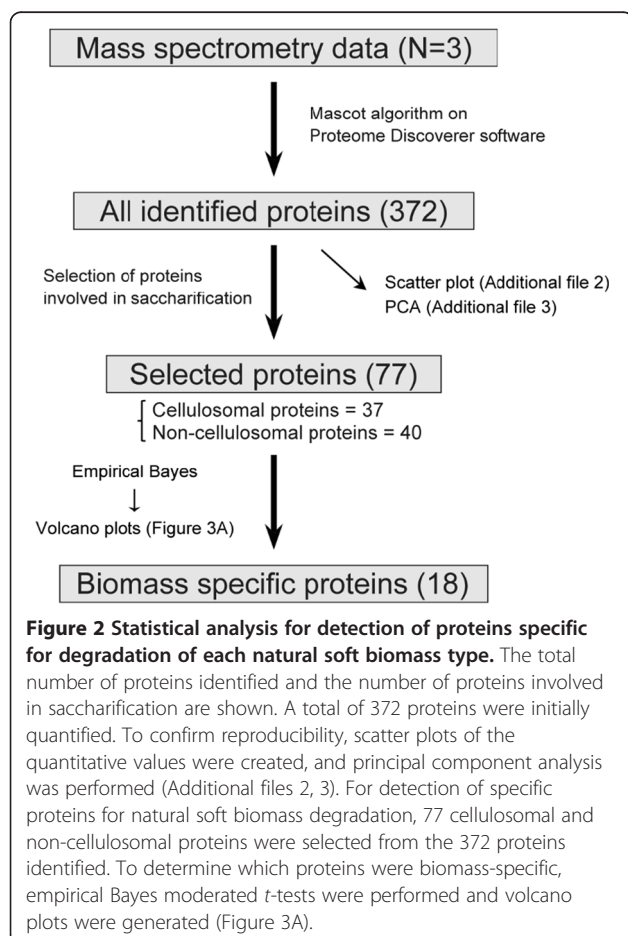 Mass spectrometry data (N=3)
Mascot algorithm on
Proteome Discoverer software
All identified proteins (372)
Selection of proteins
involved in saccharification
Scatter plot (Additional file 2)
PCA (Additional file 3)
Selected proteins (77)
Cellulosomal proteins = 37
Non-cellulosomal proteins = 40
Empirical Bayes
↓
Volcano plots (Figure 3A)
Biomass specific proteins (18)
Figure 2 Statistical analysis for detection of proteins specific
for degradation of each natural soft biomass type. The total
number of proteins identified and the number of proteins involved
in saccharification are shown. A total of 372 proteins were initially
quantified. To confirm reproducibility, scatter plots of the
quantitative values were created, and principal component analysis
was performed (Additional files 2, 3). For detection of specific
proteins for natural soft biomass degradation, 77 cellulosomal and
non-cellulosomal proteins were selected from the 372 proteins
identified. To determine which proteins were biomass-specific,
empirical Bayes moderated t-tests were performed and volcano
plots were generated (Figure 3A).